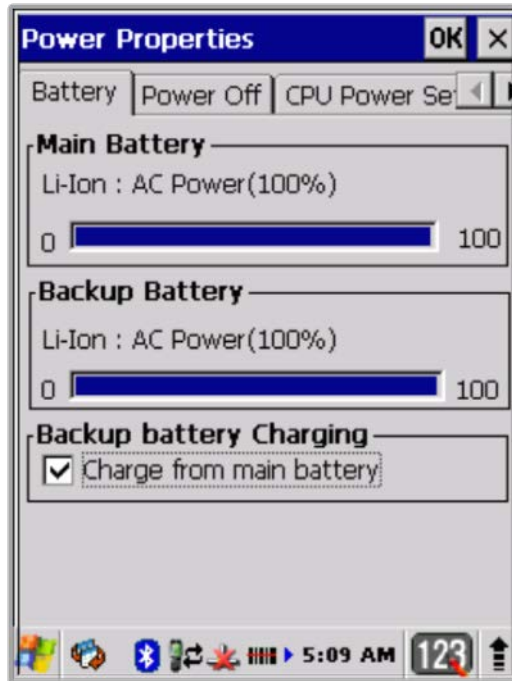 Power Properties OK ×
Battery Power Off CPU Power Se
Main Battery
Li-Ion : AC Power(100%)
0 100
Backup Battery
Li-Ion : AC Power(100%)
0 100
Backup battery Charging
Charge from main battery
5:09 AM 123